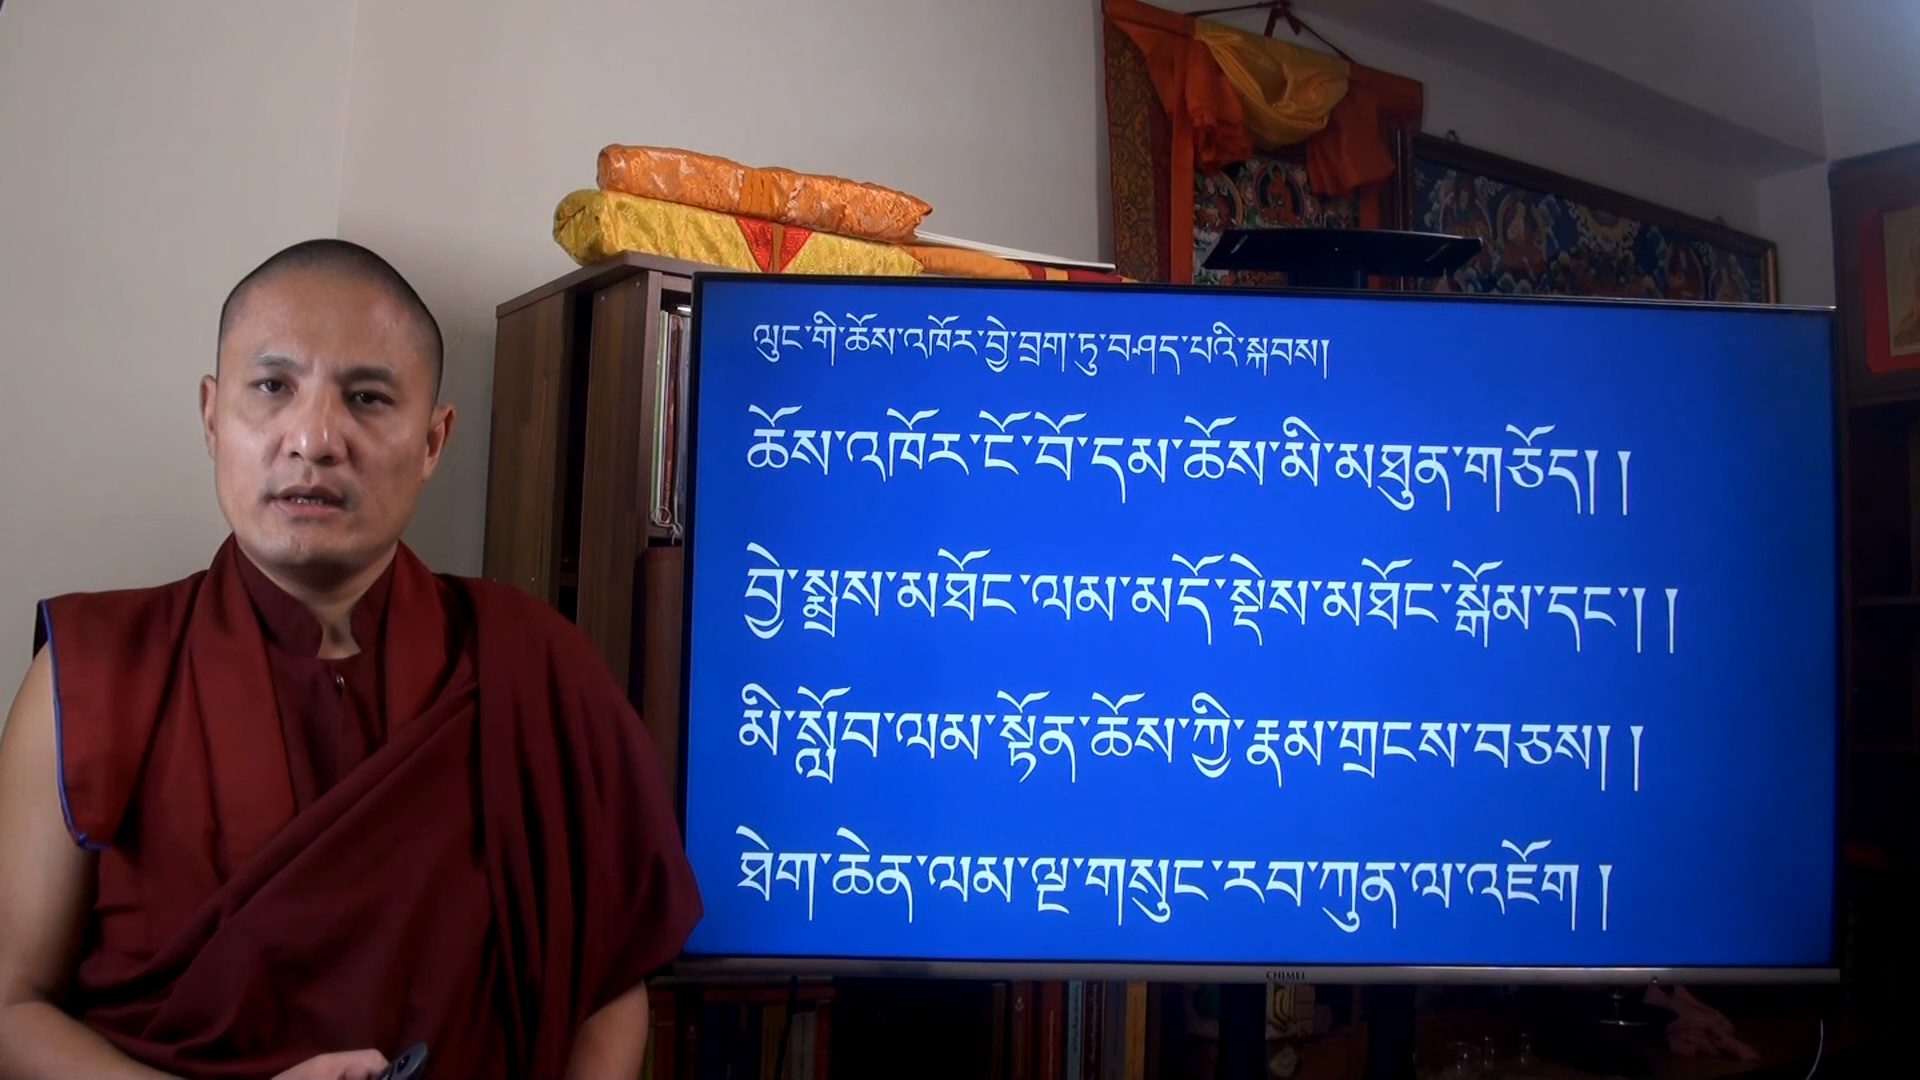 ལུང་གི་ཆོས་འཁོར་བྱེ་བྲག་ཏུ་བཤད་པའི་སྐབས།
ཆོས་འཁོར་ངོ་བོ་དམ་ཆོས་མི་མཐུན་གཅོད། །
བྱེ་སྨྲས་མཐོང་ལམ་མདོ་སྡེས་མཐོང་སྒོམ་དང་། །
མི་སློབ་ལམ་སྟོན་ཆོས་ཀྱི་རྣམ་གྲངས་བཅས། །
ཐེག་ཆེན་ལམ་ལྔ་གསུང་རབ་ཀུན་ལ་འཇོག །
CHIMEI